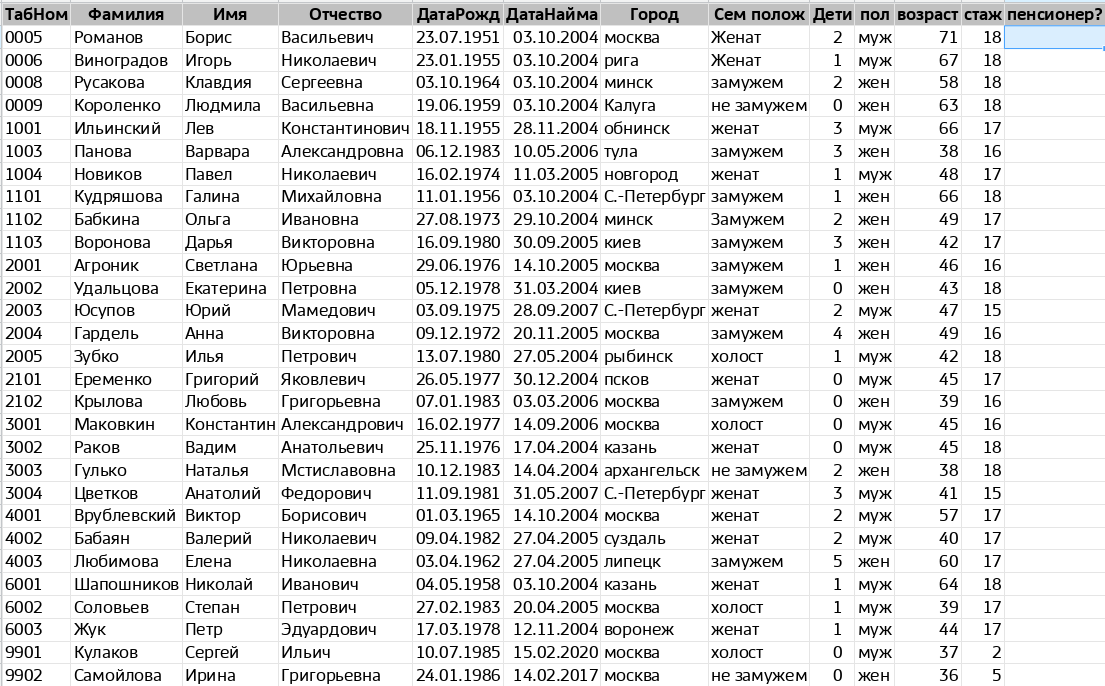 ТабНом Фамилия Имя Отчество ДатаРожд ДатаНайма Город Сем полож Дети пол возраст стаж пенсионер?
0005 Романов Борис Васильевич 23.07.1951 03.10.2004 москва Женат 2 муж 71 18
0006 Виноградов Игорь Николаевич 23.01.1955 03.10.2004 рига Женат 1 муж 67 18
0008 Русакова Клавдия Сергеевна 03.10.1964 03.10.2004 минск замужем 2 жен 58 18
0009 Короленко Людмила Васильевна 19.06.1959 03.10.2004 Калуга не замужем 0 жен 63 18
1001 Ильинский Лев Константинович 18.11.1955 28.11.2004 обнинск женат 3 муж 66 17
1003 Панова Варвара Александровна 06.12.1983 10.05.2006 тула замужем 3 жен 38 16
1004 Новиков Павел Николаевич 16.02.1974 11.03.2005 новгород женат 1 муж 48 17
1101 Кудряшова Галина Михайловна 11.01.1956 03.10.2004 С.-Петербург замужем 1 жен 66 18
1102 Бабкина Ольга Ивановна 27.08.1973 29.10.2004 минск Замужем 2 жен 49 17
1103 Воронова Дарья Викторовна 16.09.1980 30.09.2005 киев замужем 3 жен 42 17
2001 Агроник Светлана Юрьевна 29.06.1976 14.10.2005 москва замужем 1 жен 46 16
2002 Удальцова Екатерина Петровна 05.12.1978 31.03.2004 киев замужем 0 жен 43 18
2003 Юсупов Юрий Мамедович 03.09.1975 28.09.2007 С.-Петербург женат 2 муж 47 15
2004 Гардель Анна Викторовна 09.12.1972 20.11.2005 москва замужем 4 жен 49 16
2005 Зубко Илья Петрович 13.07.1980 27.05.2004 рыбинск холост 1 муж 42 18
2101 Еременко Григорий Яковлевич 26.05.1977 30.12.2004 псков женат 0 муж 45 17
2102 Крылова Любовь Григорьевна 07.01.1983 03.03.2006 москва замужем 0 жен 39 16
3001 Маковкин Константин Александрович 16.02.1977 14.09.2006 москва холост 0 муж 45 16
3002 Раков Вадим Анатольевич 25.11.1976 17.04.2004 казань женат 0 муж 45 18
3003 Гулько Наталья Мстиславовна 10.12.1983 14.04.2004 архангельск не замужем 2 жен 38 18
3004 Цветков Анатолий Федорович 11.09.1981 31.05.2007 С.-Петербург женат 3 муж 41 15
4001 Врублевский Виктор Борисович 01.03.1965 14.10.2004 москва женат 2 муж 57 17
4002 Бабаян Валерий Николаевич 09.04.1982 27.04.2005 суздаль женат 2 муж 40 17
4003 Любимова Елена Николаевна 03.04.1962 27.04.2005 липецк замужем 5 жен 60 17
6001 Шапошников Николай Иванович 04.05.1958 03.10.2004 казань женат 1 муж 64 18
6002 Соловьев Степан Петрович 27.02.1983 20.04.2005 москва холост 1 муж 39 17
6003 Жук Петр Эдуардович 17.03.1978 12.11.2004 воронеж женат 1 муж 44 17
9901 Кулаков Сергей Ильич 10.07.1985 15.02.2020 москва холост 0 муж 37 2
9902 Самойлова Ирина Григорьевна 24.01.1986 14.02.2017 москва не замужем 0 жен 36 5